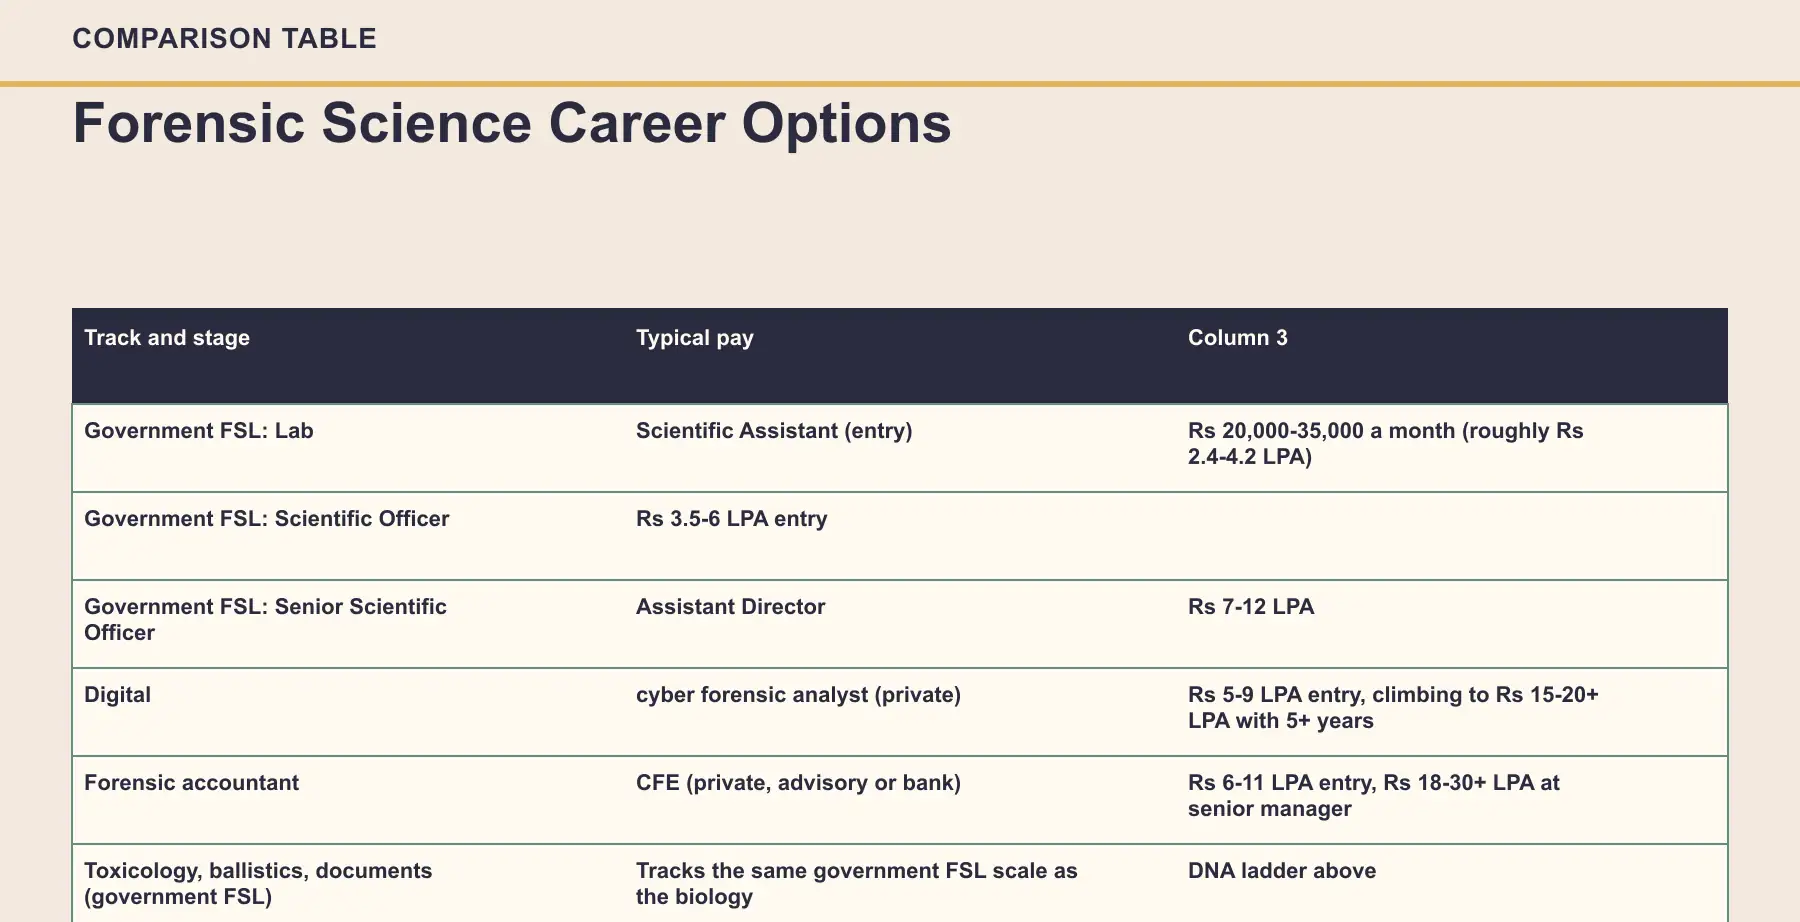 COMPARISON TABLE
Forensic Science Career Options
Track and stage
Typical pay
Column 3
Government FSL: Lab
Scientific Assistant (entry)
Rs 20,000-35,000 a month (roughly Rs
2.4-4.2 LPA)
Government FSL: Scientific Officer
Rs 3.5-6 LPA entry
Government FSL: Senior Scientific
Officer
Assistant Director
Rs 7-12 LPA
Digital
cyber forensic analyst (private)
Rs 5-9 LPA entry, climbing to Rs 15-20+
LPA with 5+ years
Forensic accountant
CFE (private, advisory or bank)
Rs 6-11 LPA entry, Rs 18-30+ LPA at
senior manager
Toxicology, ballistics, documents
(government FSL)
Tracks the same government FSL scale as
the biology
DNA ladder above